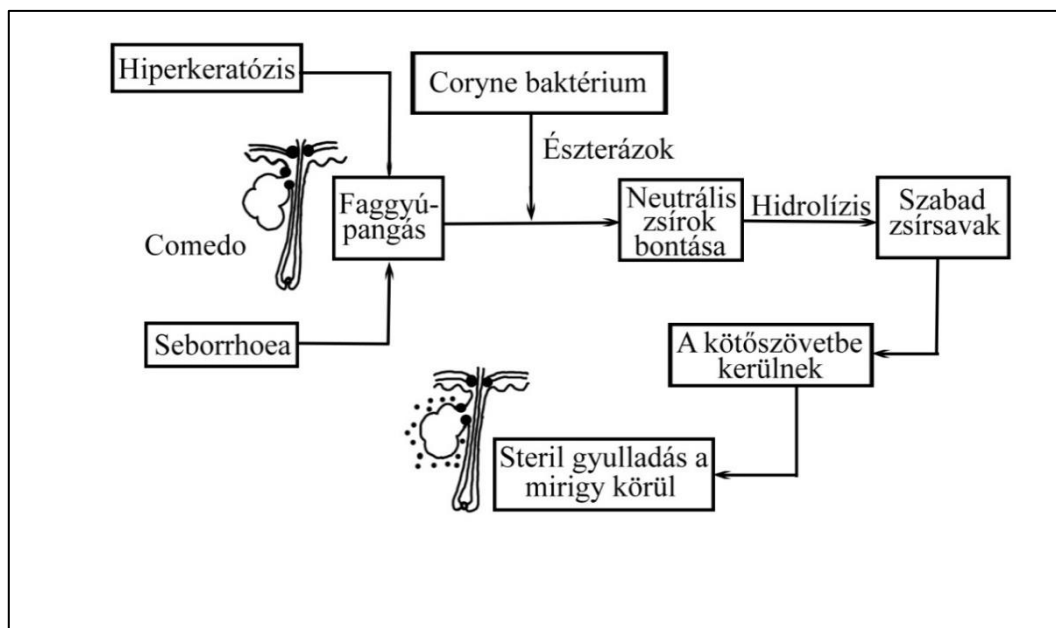 Hiperkeratózis
Coryne baktérium
Észterázok
Comedo
Faggyú-
pangás
Neutrális
zsírok
bontása
Hidrolízis
Szabad
zsírsavak
Seborrhoea
A kötőszövetbe
kerülnek
Steril gyulladás a
mirigy körül